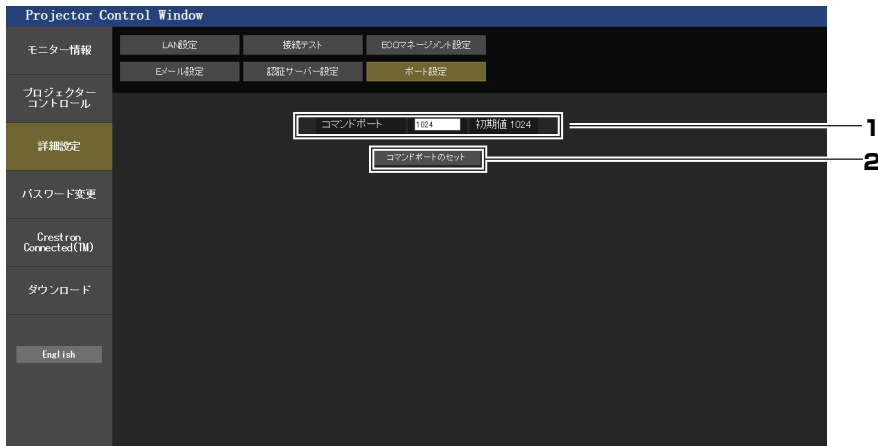 Projector Control Window
モニター情報
プロジェクター
コントロール
詳細設定
パスワード変更
Crestron
Connected(TM)
ダウンロード
English
LAN設定
接続テスト
ECOマネージメント設定
Eメール設定
認証サーバー設定
ポート設定
コマンドポート 1024 初期値 1024
1
コマンドポートのセット
2